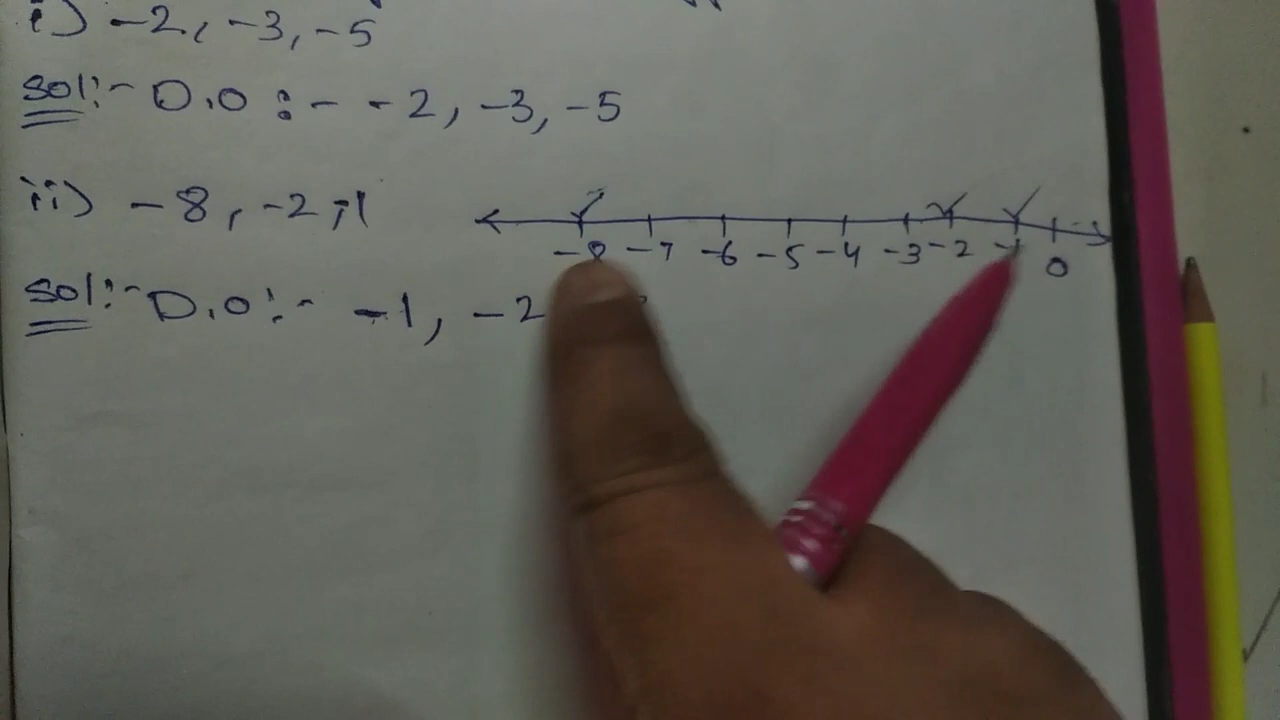 i) -2, -3, -5
Sol:- D.O :- -2, -3, -5
ii) -8, -2, -1
-8 -7 -6 -5 -4 -3 -2 -1 0
Sol:- D.O:- -1, -2